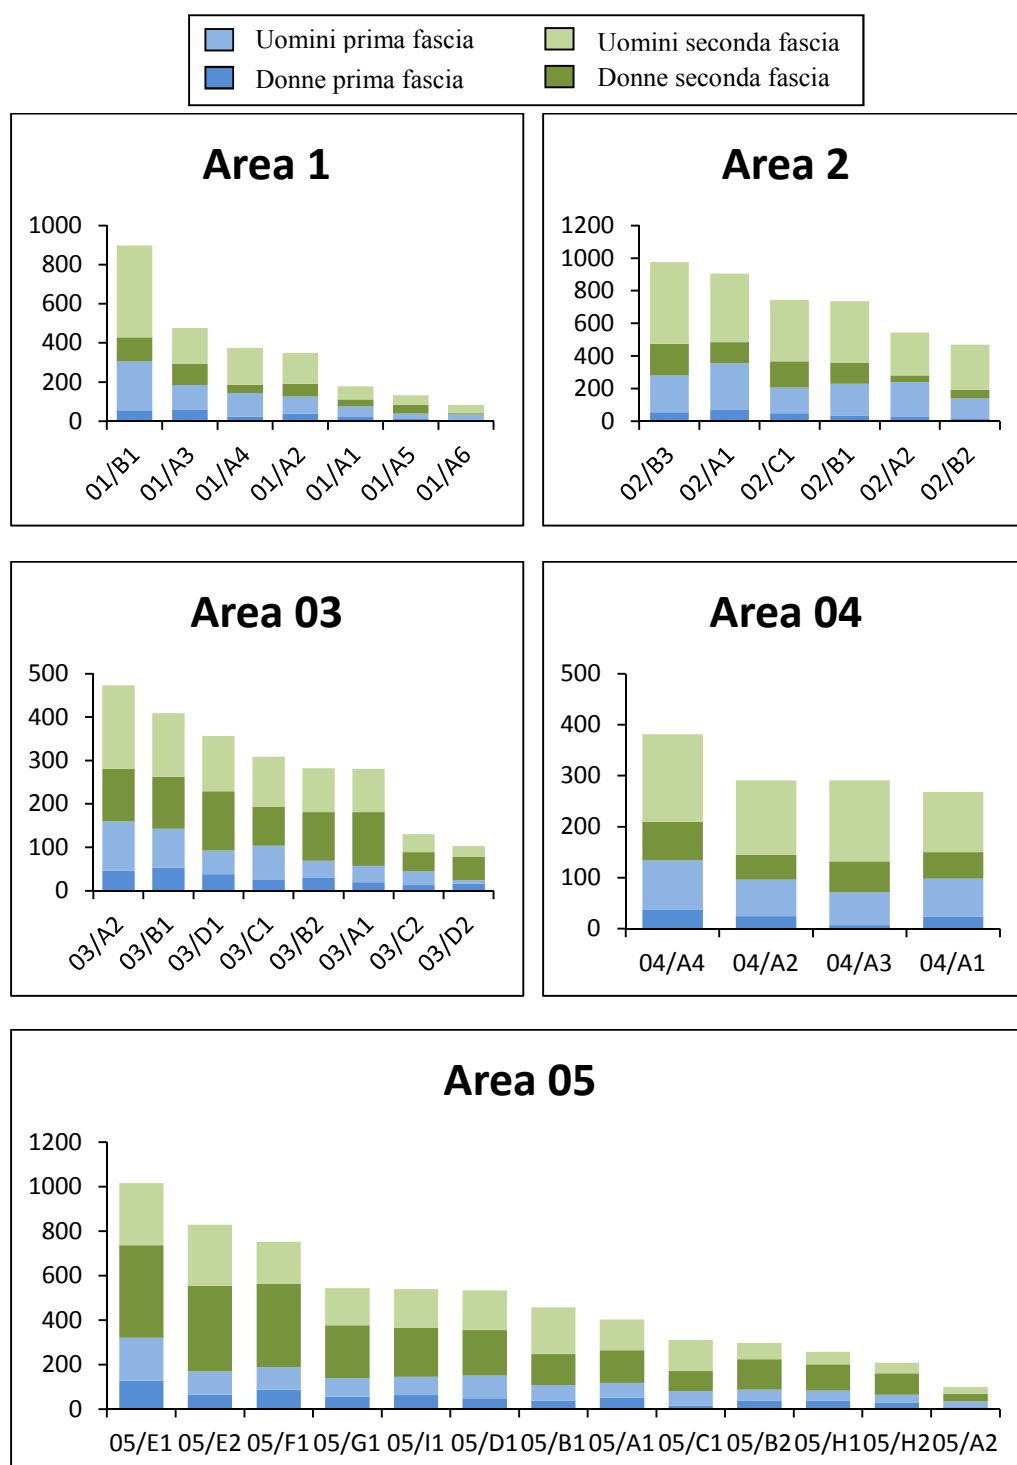 Uomini prima fascia Uomini seconda fascia
Donne prima fascia Donne seconda fascia
Area 1
1000
800
600
400
200
0
01/B1 01/A3 01/A4 01/A2 01/A1 01/A5 01/A6
Area 2
1200
1000
800
600
400
200
0
02/B3 02/A1 02/C1 02/B1 02/A2 02/B2
Area 03
500
400
300
200
100
0
03/A2 03/B1 03/D1 03/C1 03/B2 03/A1 03/C2 03/D2
Area 04
500
400
300
200
100
0
04/A4 04/A2 04/A3 04/A1
Area 05
1200
1000
800
600
400
200
0
05/E1 05/E2 05/F1 05/G1 05/I1 05/D1 05/B1 05/A1 05/C1 05/B2 05/H1 05/H2 05/A2